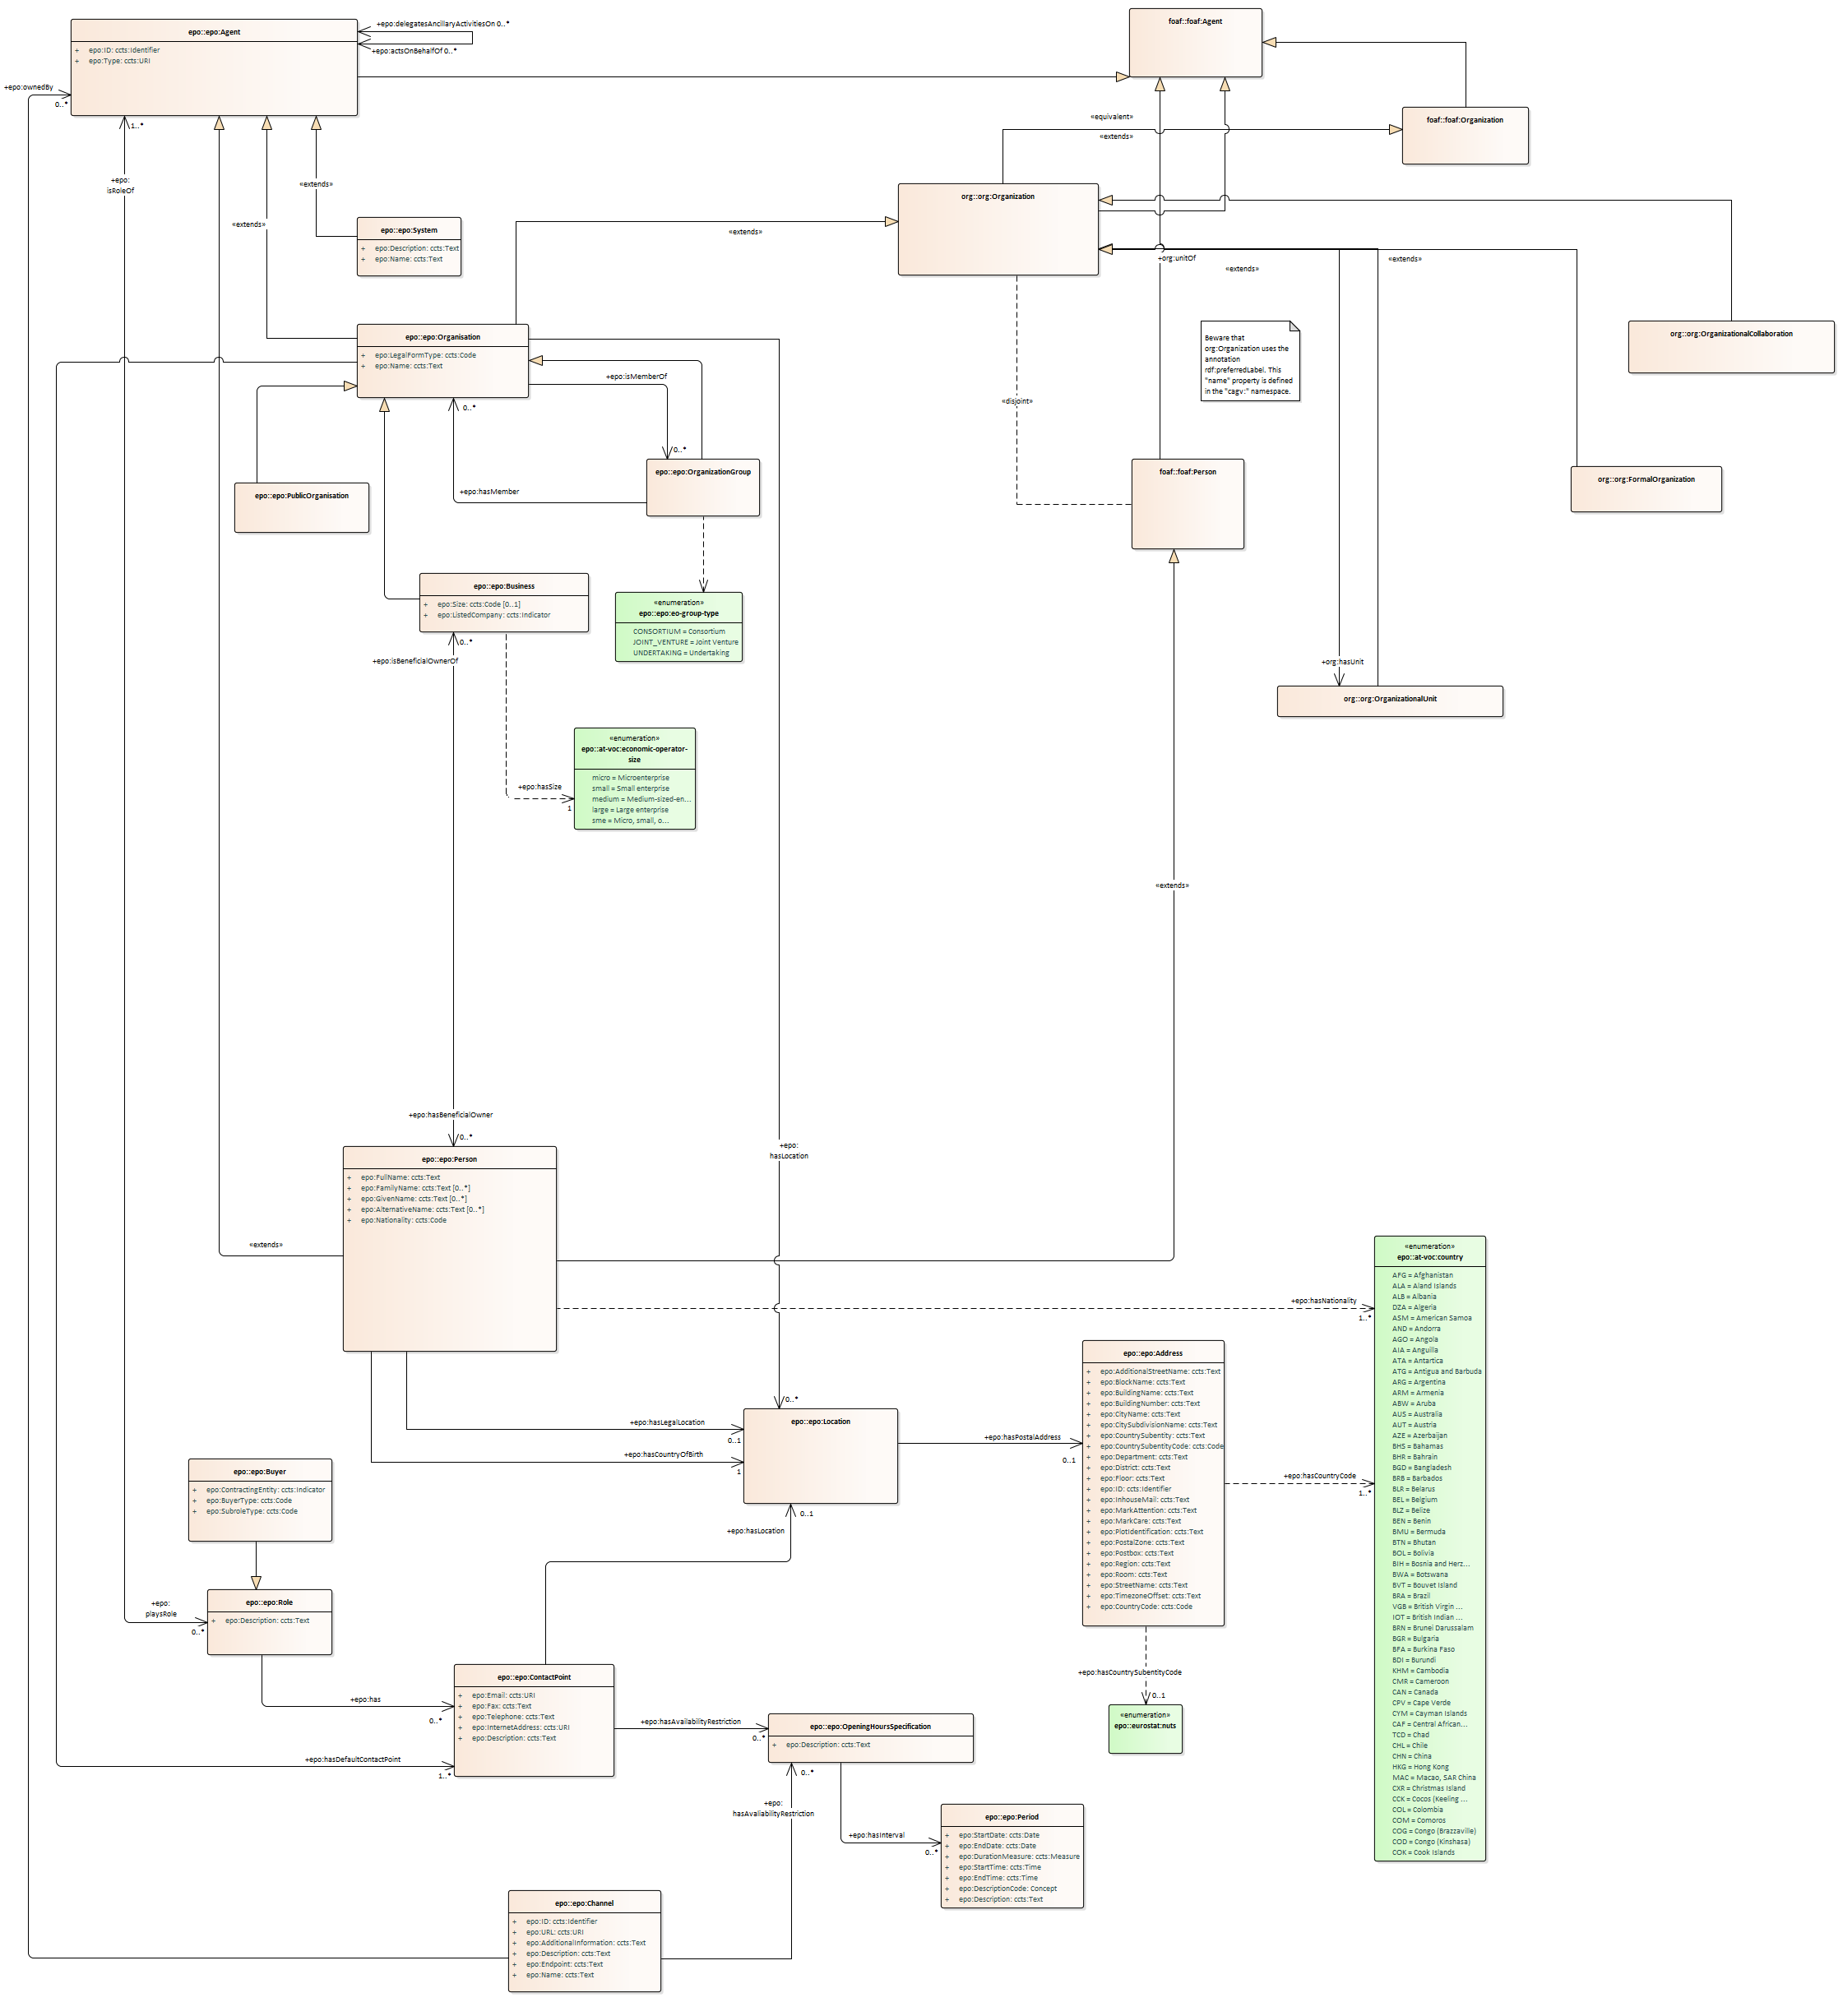 epo::epo:Agent
+ epo:ID: ccts:Identifier
+ epo:Type: ccts:URI
+epo:delegatesAncillaryActivitiesOn 0..*
+epo:actsOnBehalfOf 0..*
foaf::foaf:Agent
+epo:ownedBy
0..*
1..*
foaf::foaf:Organization
«equivalent»
«extends»
+epo:
isRoleOf
«extends»
org::org:Organization
«extends»
epo::epo:System
+ epo:Description: ccts:Text
+ epo:Name: ccts:Text
«extends»
+org:unitOf
«extends»
«extends»
epo::epo:Organisation
+ epo:LegalFormType: ccts:Code
+ epo:Name: ccts:Text
Beware that
org:Organization uses the
annotation
rdf:preferredLabel. This
"name" property is defined
in the "cagv:" namespace.
org::org:OrganizationalCollaboration
+epo:isMemberOf
0..*
0..*
«disjoint»
epo::epo:OrganizationGroup
+epo:hasMember
epo::epo:PublicOrganisation
foaf::foaf:Person
org::org:FormalOrganization
epo::epo:Business
+ epo:Size: ccts:Code [0..1]
+ epo:ListedCompany: ccts:Indicator
«enumeration»
epo::epo:eo-group-type
CONSORTIUM = Consortium
JOINT_VENTURE = Joint Venture
UNDERTAKING = Undertaking
0..*
+epo:isBeneficialOwnerOf
+org:hasUnit
org::org:OrganizationalUnit
«enumeration»
epo::at-voc:economic-operator-
size
micro = Microenterprise
small = Small enterprise
medium = Medium-sized-en...
large = Large enterprise
sme = Micro, small, o...
+epo:hasSize
1
«extends»
+epo:hasBeneficialOwner
0..*
+epo:
hasLocation
epo::epo:Person
+ epo:FullName: ccts:Text
+ epo:FamilyName: ccts:Text [0..*]
+ epo:GivenName: ccts:Text [0..*]
+ epo:AlternativeName: ccts:Text [0..*]
+ epo:Nationality: ccts:Code
«extends»
+epo:hasNationality
1..*
«enumeration»
epo::at-voc:country
AFG = Afghanistan
ALA = Aland Islands
ALB = Albania
DZA = Algeria
ASM = American Samoa
AND = Andorra
AGO = Angola
AIA = Anguilla
ATA = Antartica
ATG = Antigua and Barbuda
ARG = Argentina
ARM = Armenia
ABW = Aruba
AUS = Australia
AUT = Austria
AZE = Azerbaijan
BHS = Bahamas
BHR = Bahrain
BGD = Bangladesh
BRB = Barbados
BLR = Belarus
BEL = Belgium
BLZ = Belize
BEN = Benin
BMU = Bermuda
BTN = Bhutan
BOL = Bolivia
BIH = Bosnia and Herz...
BWA = Botswana
BVT = Bouvet Island
BRA = Brazil
VGB = British Virgin ...
IOT = British Indian ...
BRN = Brunei Darussalam
BGR = Bulgaria
BFA = Burkina Faso
BDI = Burundi
KHM = Cambodia
CMR = Cameroon
CAN = Canada
CPV = Cape Verde
CYM = Cayman Islands
CAF = Central African...
TCD = Chad
CHL = Chile
CHN = China
HKG = Hong Kong
MAC = Macao, SAR China
CXR = Christmas Island
CCK = Cocos (Keeling ...
COL = Colombia
COM = Comoros
COG = Congo (Brazzaville)
COD = Congo (Kinshasa)
COK = Cook Islands
epo::epo:Address
+ epo:AdditionalStreetName: ccts:Text
+ epo:BlockName: ccts:Text
+ epo:BuildingName: ccts:Text
+ epo:BuildingNumber: ccts:Text
+ epo:CityName: ccts:Text
+ epo:CitySubdivisionName: ccts:Text
+ epo:CountrySubentity: ccts:Text
+ epo:CountrySubentityCode: ccts:Code
+ epo:Department: ccts:Text
+ epo:District: ccts:Text
+ epo:Floor: ccts:Text
+ epo:ID: ccts:Identifier
+ epo:InhouseMail: ccts:Text
+ epo:MarkAttention: ccts:Text
+ epo:MarkCare: ccts:Text
+ epo:PlotIdentification: ccts:Text
+ epo:PostalZone: ccts:Text
+ epo:Postbox: ccts:Text
+ epo:Region: ccts:Text
+ epo:Room: ccts:Text
+ epo:StreetName: ccts:Text
+ epo:TimezoneOffset: ccts:Text
+ epo:CountryCode: ccts:Code
0..*
epo::epo:Location
+epo:hasLegalLocation
0..1
+epo:hasCountryOfBirth
1
+epo:hasPostalAddress
0..1
+epo:hasCountryCode
1..*
0..1
+epo:hasLocation
epo::epo:Buyer
+ epo:ContractingEntity: ccts:Indicator
+ epo:BuyerType: ccts:Code
+ epo:SubroleType: ccts:Code
epo::epo:Role
+ epo:Description: ccts:Text
+epo:
playsRole
0..*
+epo:hasCountrySubentityCode
0..1
«enumeration»
epo::eurostat:nuts
epo::epo:ContactPoint
+ epo:Email: ccts:URI
+ epo:Fax: ccts:Text
+ epo:Telephone: ccts:Text
+ epo:InternetAddress: ccts:URI
+ epo:Description: ccts:Text
+epo:has
0..*
+epo:hasDefaultContactPoint
1..*
+epo:hasAvailabilityRestriction
0..*
epo::epo:OpeningHoursSpecification
+ epo:Description: ccts:Text
0..*
+epo:
hasAvailiabilityRestriction
+epo:hasInterval
0..*
epo::epo:Period
+ epo:StartDate: ccts:Date
+ epo:EndDate: ccts:Date
+ epo:DurationMeasure: ccts:Measure
+ epo:StartTime: ccts:Time
+ epo:EndTime: ccts:Time
+ epo:DescriptionCode: Concept
+ epo:Description: ccts:Text
epo::epo:Channel
+ epo:ID: ccts:Identifier
+ epo:URL: ccts:URI
+ epo:AdditionalInformation: ccts:Text
+ epo:Description: ccts:Text
+ epo:Endpoint: ccts:Text
+ epo:Name: ccts:Text